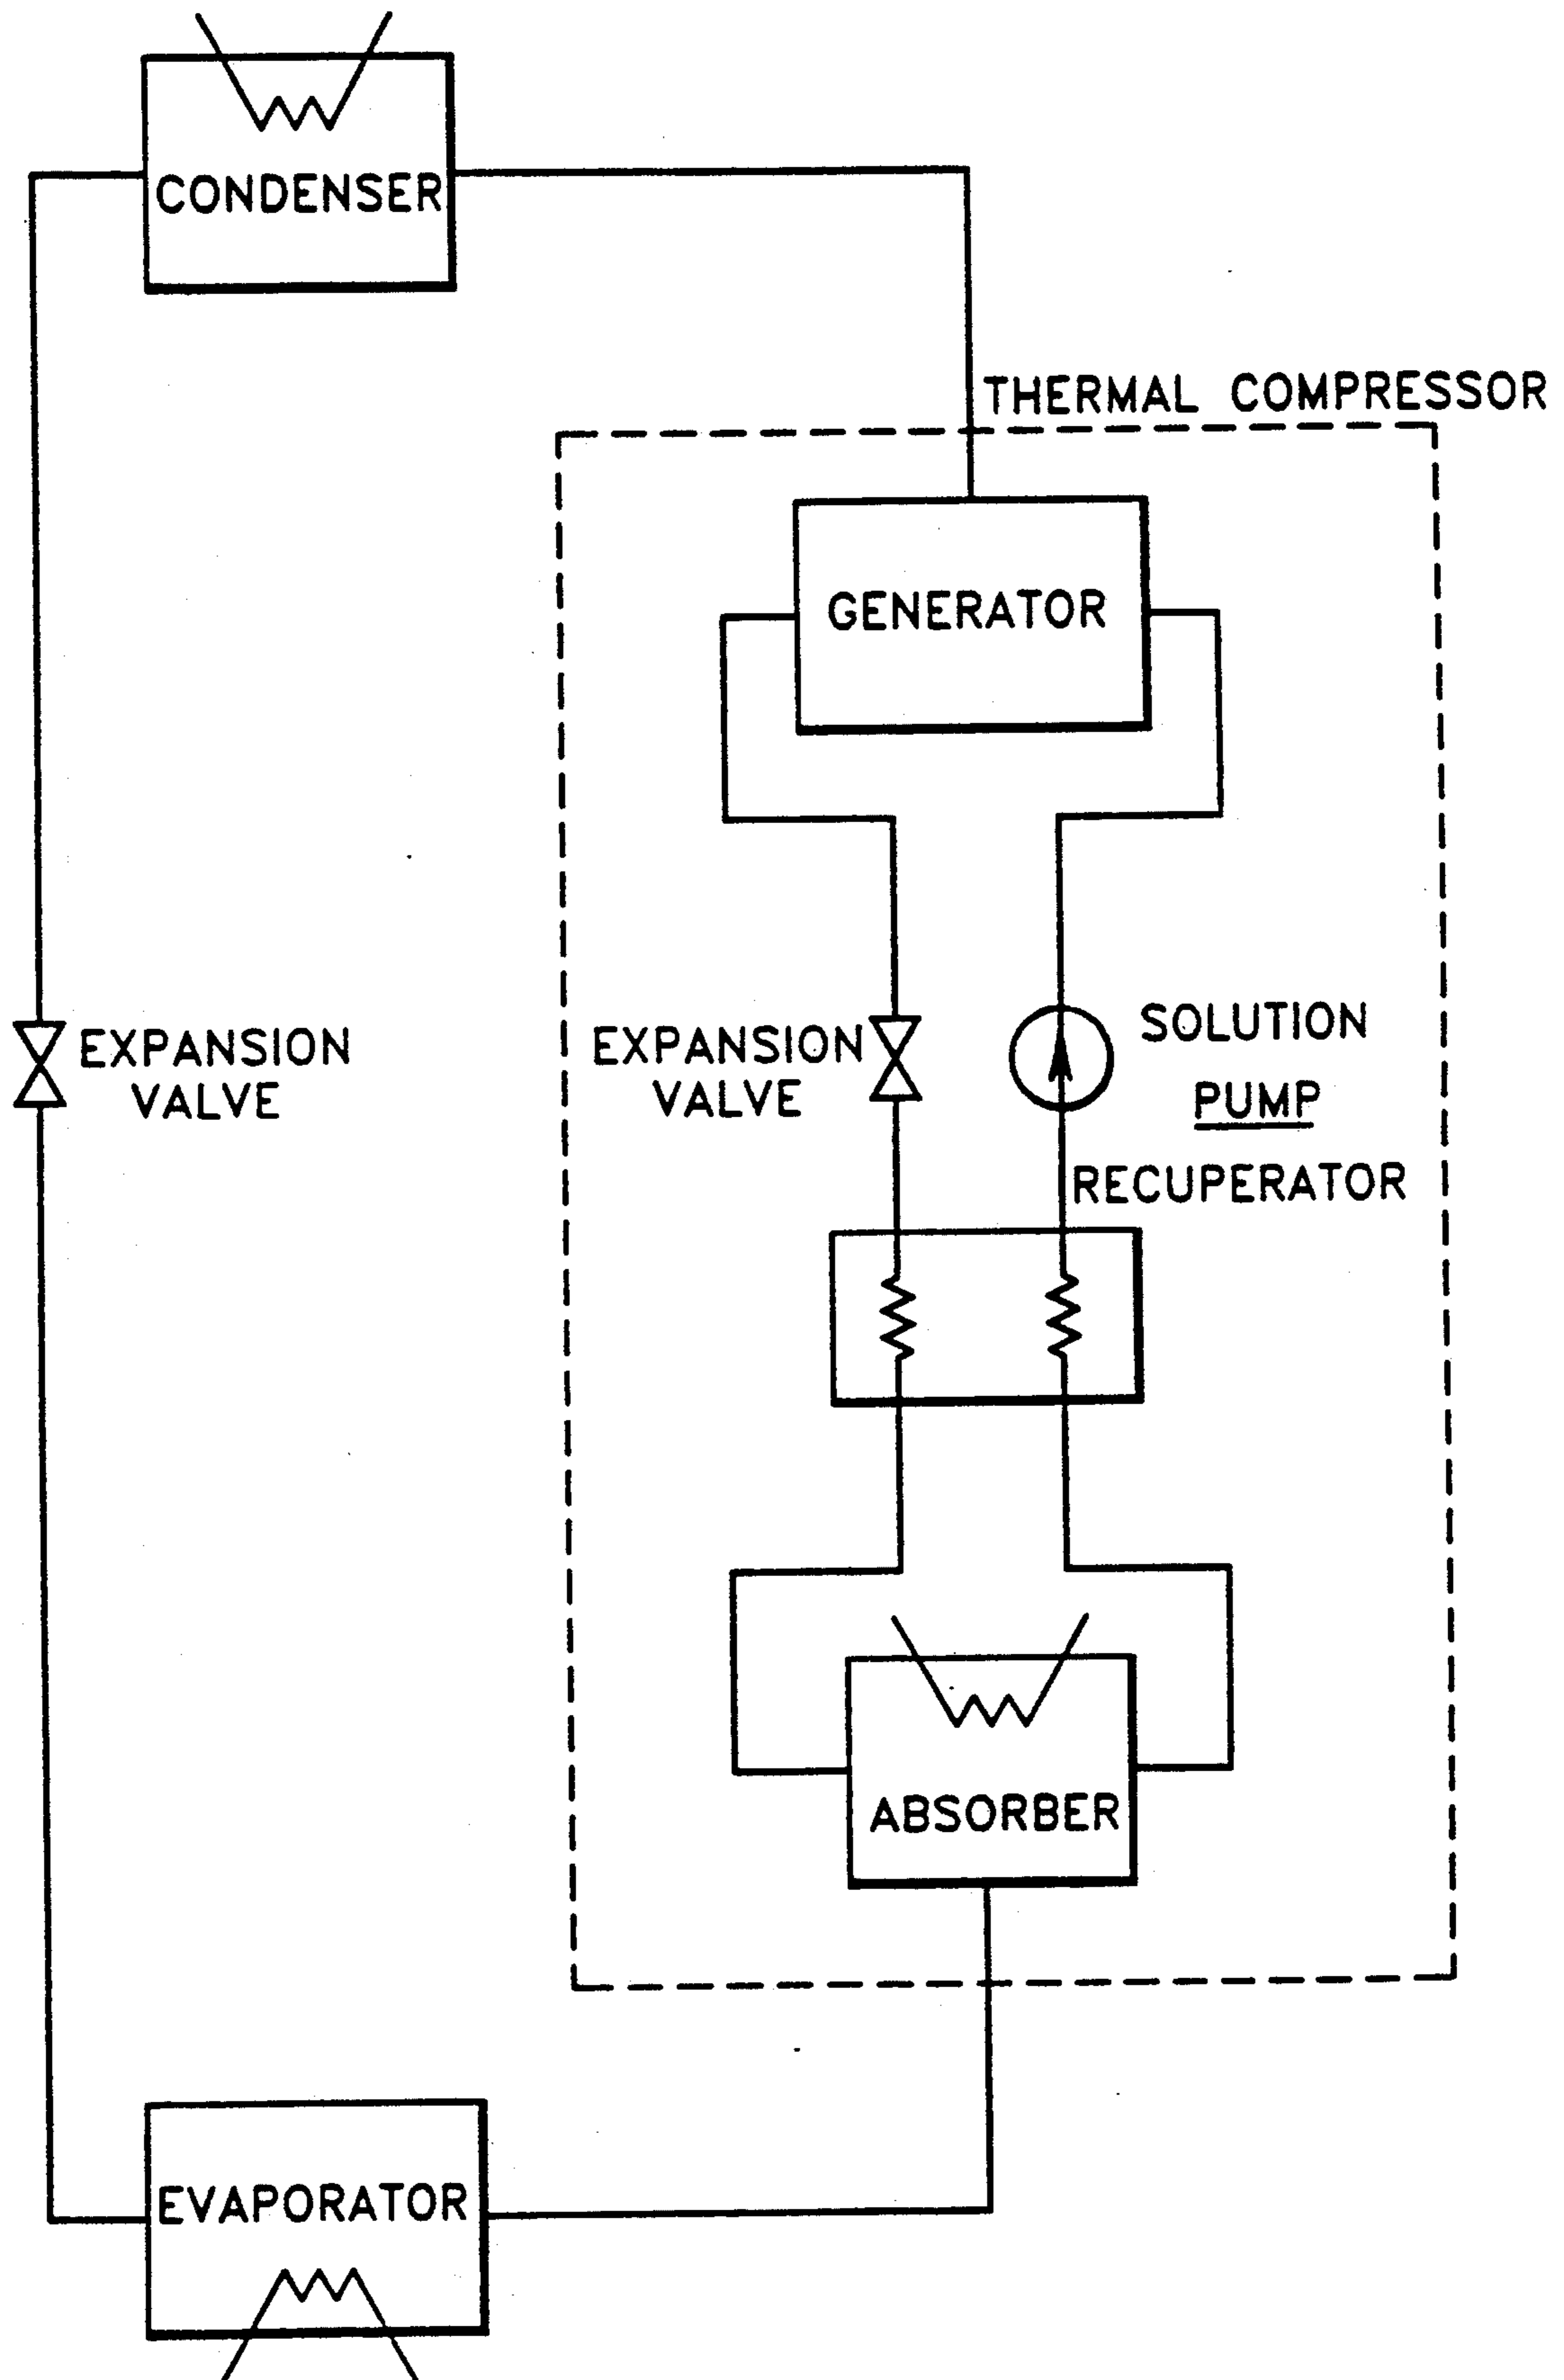 CONDENSER
THERMAL COMPRESSOR
GENERATOR
EXPANSION
VALVE
EXPANSION
VALVE
SOLUTION
PUMP
RECUPERATOR
ABSORBER
EVAPORATOR